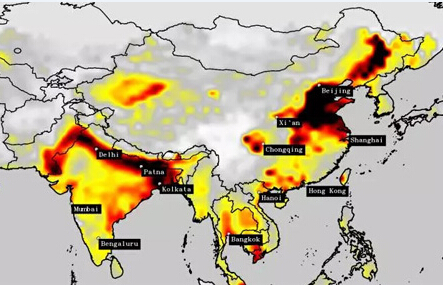 Beijing
Xi'an
Shanghai
Chongqing
Delhi
Patna
Kolkata
Hong Kong
Hanoi
Mumbai
Bangkok
Bengaluru